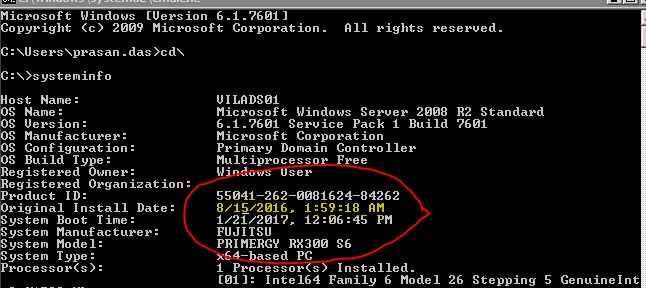 Microsoft Windows [Version 6.1.7601]
Copyright (c) 2009 Microsoft Corporation. All rights reserved.
C:\Users\prasan.das>cd\
C:\>systeminfo
Host Name: VILADS01
OS Name: Microsoft Windows Server 2008 R2 Standard
OS Version: 6.1.7601 Service Pack 1 Build 7601
OS Manufacturer: Microsoft Corporation
OS Configuration: Primary Domain Controller
OS Build Type: Multiprocessor Free
Registered Owner: Windows User
Registered Organization:
Product ID: 55041-262-0081624-84262
Original Install Date: 8/15/2016, 1:59:18 AM
System Boot Time: 1/21/2017, 12:06:45 PM
System Manufacturer: FUJITSU
System Model: PRIMERGY RX300 S6
System Type: x64-based PC
Processor(s): 1 Processor(s) Installed.
[01]: Intel64 Family 6 Model 26 Stepping 5 GenuineInt